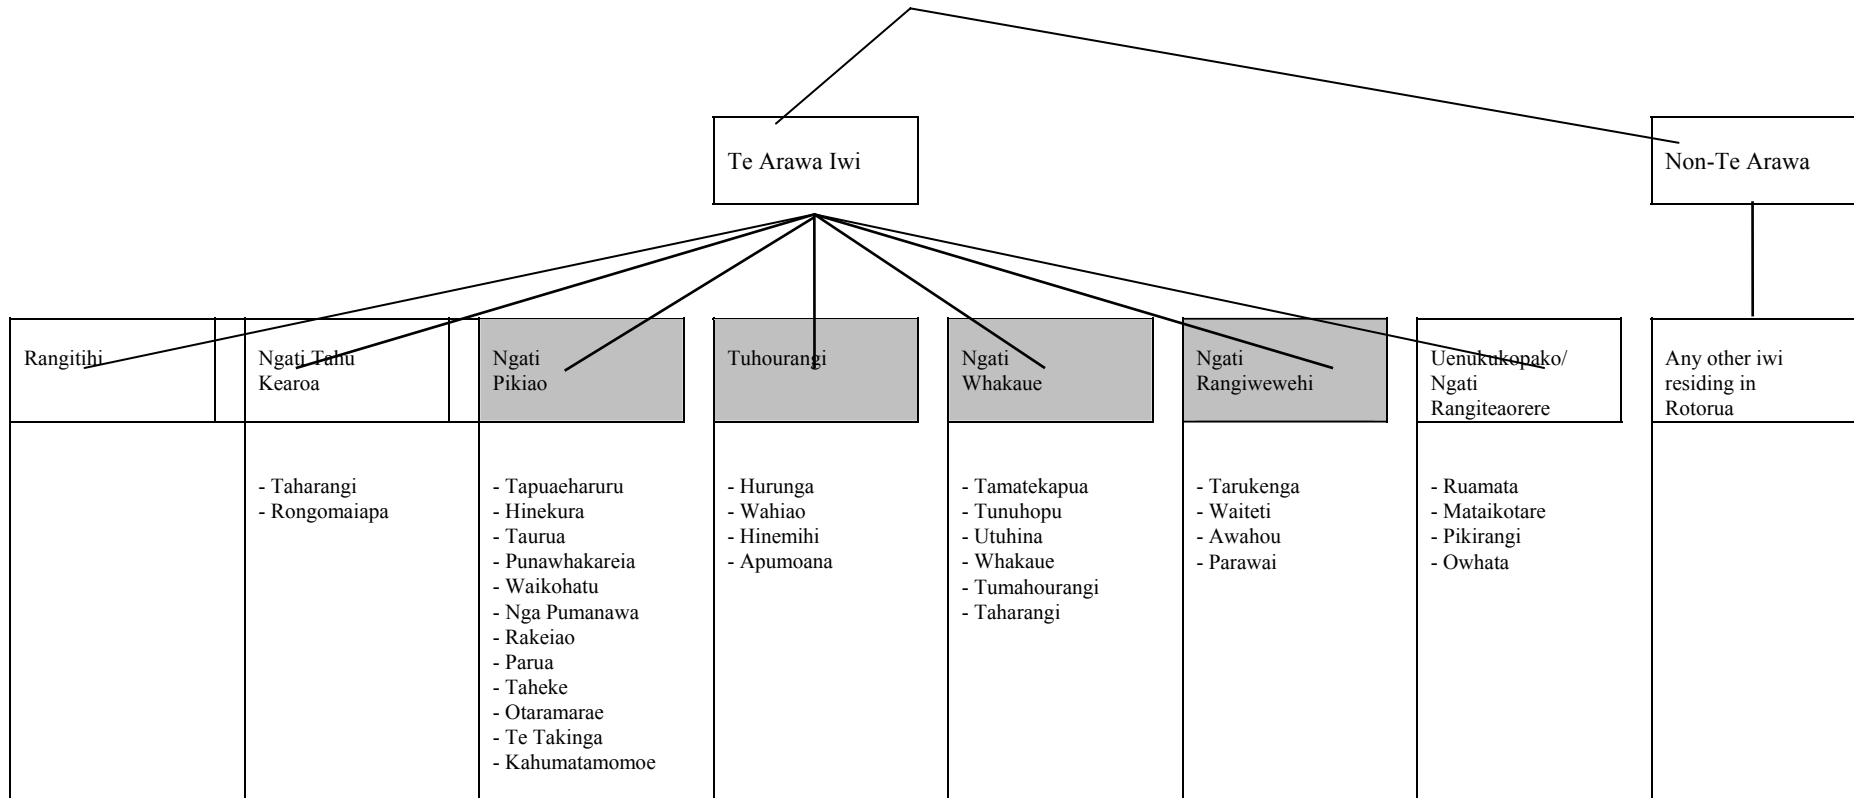 Te Arawa Iwi
Non-Te Arawa
Rangitihi
Ngati Tahu
Kearoa
Ngati
Pikiao
Tuhourangi
Ngati
Whakaue
Ngati
Rangiwewehi
Uenukukopako/
Ngati
Rangiteaorere
Any other iwi
residing in
Rotorua
- Taharangi
- Rongomaiapa
- Tapuaeharuru
- Hinekura
- Taurua
- Punawhakareia
- Waikohatu
- Nga Pumanawa
- Rakeiao
- Parua
- Taheke
- Otaramarae
- Te Takinga
- Kahumatamomoe
- Hurunga
- Wahiao
- Hinemihi
- Apumoana
- Tamatekapua
- Tunuhopu
- Utuhina
- Whakaue
- Tumahourangi
- Taharangi
- Tarukenga
- Waiteti
- Awahou
- Parawai
- Ruamata
- Mataikotare
- Pikirangi
- Owhata